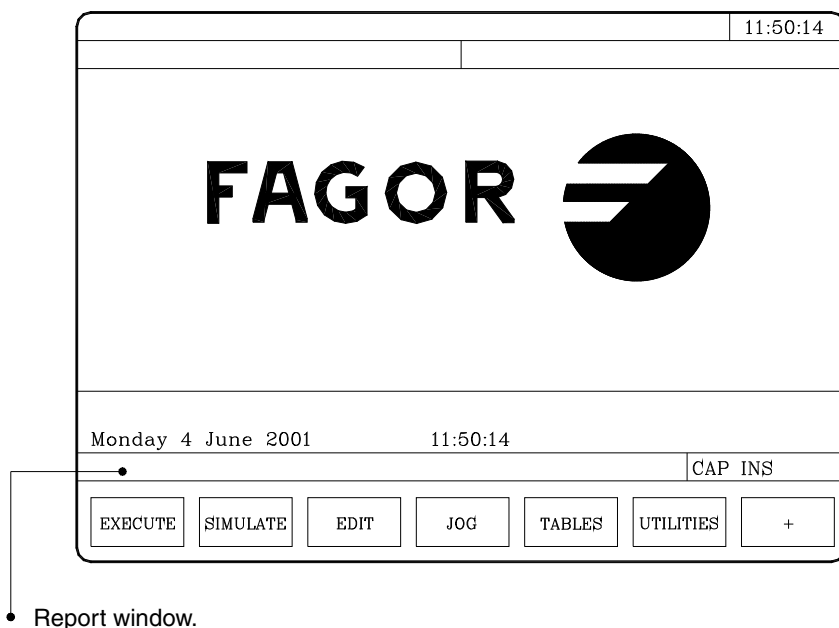 11:50:14
FAGOR
Monday 4 June 2001 11:50:14
CAP INS
EXECUTE SIMULATE EDIT JOG TABLES UTILITIES +
Report window.